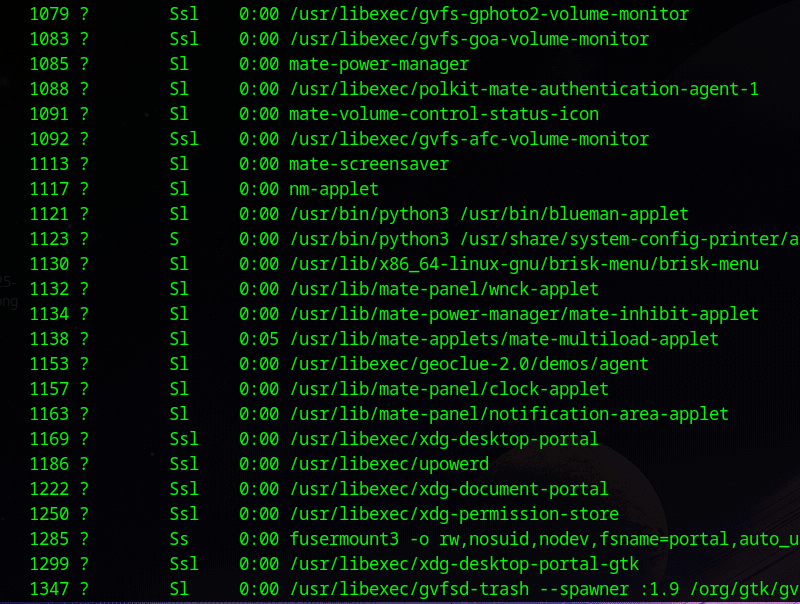 1079 ?        Ssl    0:00 /usr/libexec/gvfs-gphoto2-volume-monitor
1083 ?        Ssl    0:00 /usr/libexec/gvfs-goa-volume-monitor
1085 ?        Sl     0:00 mate-power-manager
1088 ?        Sl     0:00 /usr/libexec/polkit-mate-authentication-agent-1
1091 ?        Sl     0:00 mate-volume-control-status-icon
1092 ?        Ssl    0:00 /usr/libexec/gvfs-afc-volume-monitor
1113 ?        Sl     0:00 mate-screensaver
1117 ?        Sl     0:00 nm-applet
1121 ?        Sl     0:00 /usr/bin/python3 /usr/bin/blueman-applet
1123 ?        S      0:00 /usr/bin/python3 /usr/share/system-config-printer/a
1130 ?        Sl     0:00 /usr/lib/x86_64-linux-gnu/brisk-menu/brisk-menu
1132 ?        Sl     0:00 /usr/lib/mate-panel/wnck-applet
1134 ?        Sl     0:00 /usr/lib/mate-power-manager/mate-inhibit-applet
1138 ?        Sl     0:05 /usr/lib/mate-applets/mate-multiload-applet
1153 ?        Sl     0:00 /usr/libexec/geoclue-2.0/demos/agent
1157 ?        Sl     0:00 /usr/lib/mate-panel/clock-applet
1163 ?        Sl     0:00 /usr/lib/mate-panel/notification-area-applet
1169 ?        Ssl    0:00 /usr/libexec/xdg-desktop-portal
1186 ?        Ssl    0:00 /usr/libexec/upowerd
1222 ?        Ssl    0:00 /usr/libexec/xdg-document-portal
1250 ?        Ssl    0:00 /usr/libexec/xdg-permission-store
1285 ?        Ss     0:00 fusermount3 -o rw,nosuid,nodev,fsname=portal,auto_u
1299 ?        Ssl    0:00 /usr/libexec/xdg-desktop-portal-gtk
1347 ?        Sl     0:00 /usr/libexec/gvfsd-trash --spawner :1.9 /org/gtk/gv